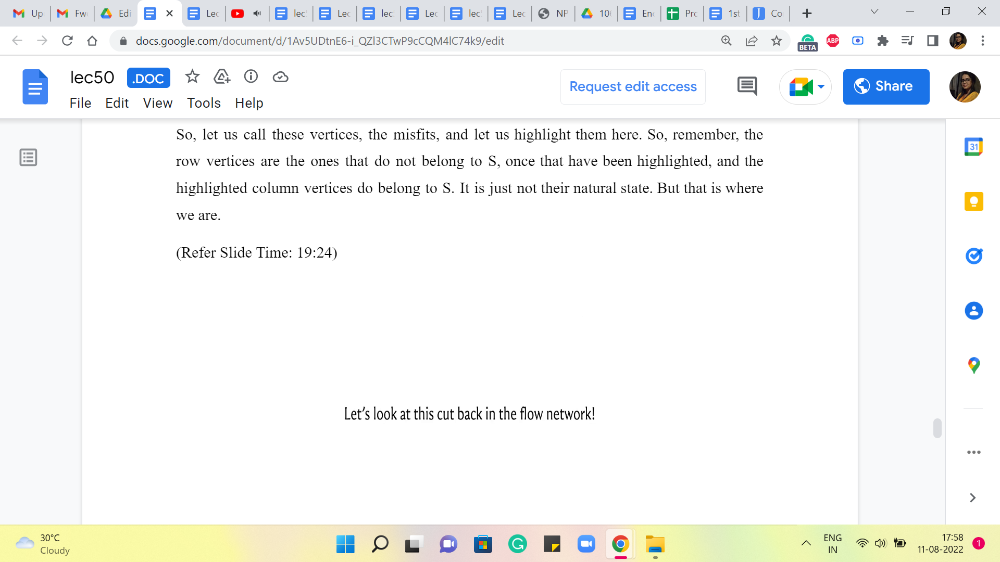 Up
Fw
Edi
Lec
lec
Lec
lec
Lec
lec
Lec
NP
10
En
Pro
1st
Co
docs.google.com/document/d/1Av5UDtnE6-i_QZl3CTwP9cCQM4lC74k9/edit
ABP
BETA
lec50
.DOC
Request edit access
Share
File Edit View Tools Help
So, let us call these vertices, the misfits, and let us highlight them here. So, remember, the
row vertices are the ones that do not belong to S, once that have been highlighted, and the
highlighted column vertices do belong to S. It is just not their natural state. But that is where
we are.
(Refer Slide Time: 19:24)
Let's look at this cut back in the flow network!
31
30°C
Cloudy
ENG
IN
17:58
11-08-2022
1